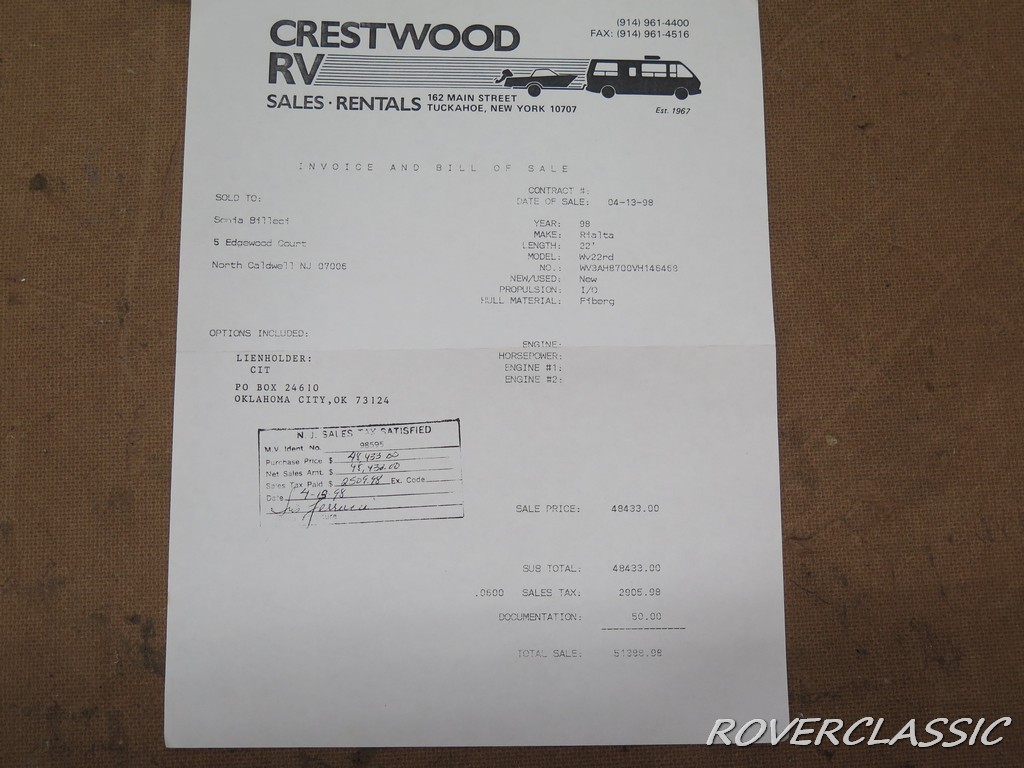 CRESTWOOD
RV
SALES · RENTALS
162 MAIN STREET
TUCKAHOE, NEW YORK 10707
(914) 961-4400
FAX: (914) 961-4516
Est. 1967
INVOICE AND BILL OF SALE
CONTRACT #:
DATE OF SALE: 04-13-98
SOLD TO:
Billeci
5 Edgewood Court
North Caldwell NJ 07006
YEAR: 98
MAKE: Rialta
LENGTH: 22'
MODEL: Wv22rd
NO.: WV3AH8700VH146468
NEW/USED: New
PROPULSION: I/O
HULL MATERIAL: Fiberg
OPTIONS INCLUDED:
LIENHOLDER:
CIT
PO BOX 24610
OKLAHOMA CITY,OK 73124
ENGINE:
HORSEPOWER:
ENGINE #1:
ENGINE #2:
N.J. SALES TAX SATISFIED
M.V. Ident. No. 98595
Purchase Price $ 48,433.00
Net Sales Amt. $ 48,433.00
Sales Tax Paid $ Ex. Code
Date 4-13-98
SALE PRICE: 48433.00
SUB TOTAL: 48433.00
.0600 SALES TAX: 2905.98
DOCUMENTATION: 50.00
TOTAL SALE: 51388.98
ROVERCLASSIC